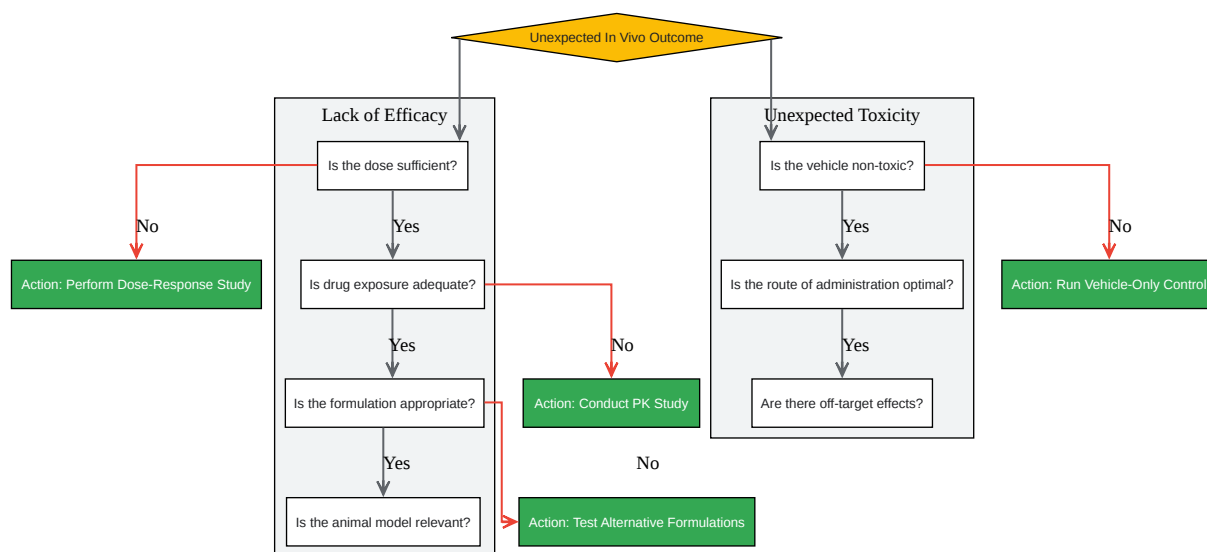 Unexpected In Vivo Outcome
Lack of Efficacy
Unexpected Toxicity
Is the dose sufficient?
Is the vehicle non-toxic?
No
Yes
Yes
No
Action: Perform Dose-Response Study
Is drug exposure adequate?
Is the route of administration optimal?
Action: Run Vehicle-Only Control
Yes
No
Yes
Is the formulation appropriate?
Action: Conduct PK Study
Are there off-target effects?
Yes
No
Is the animal model relevant?
Action: Test Alternative Formulations